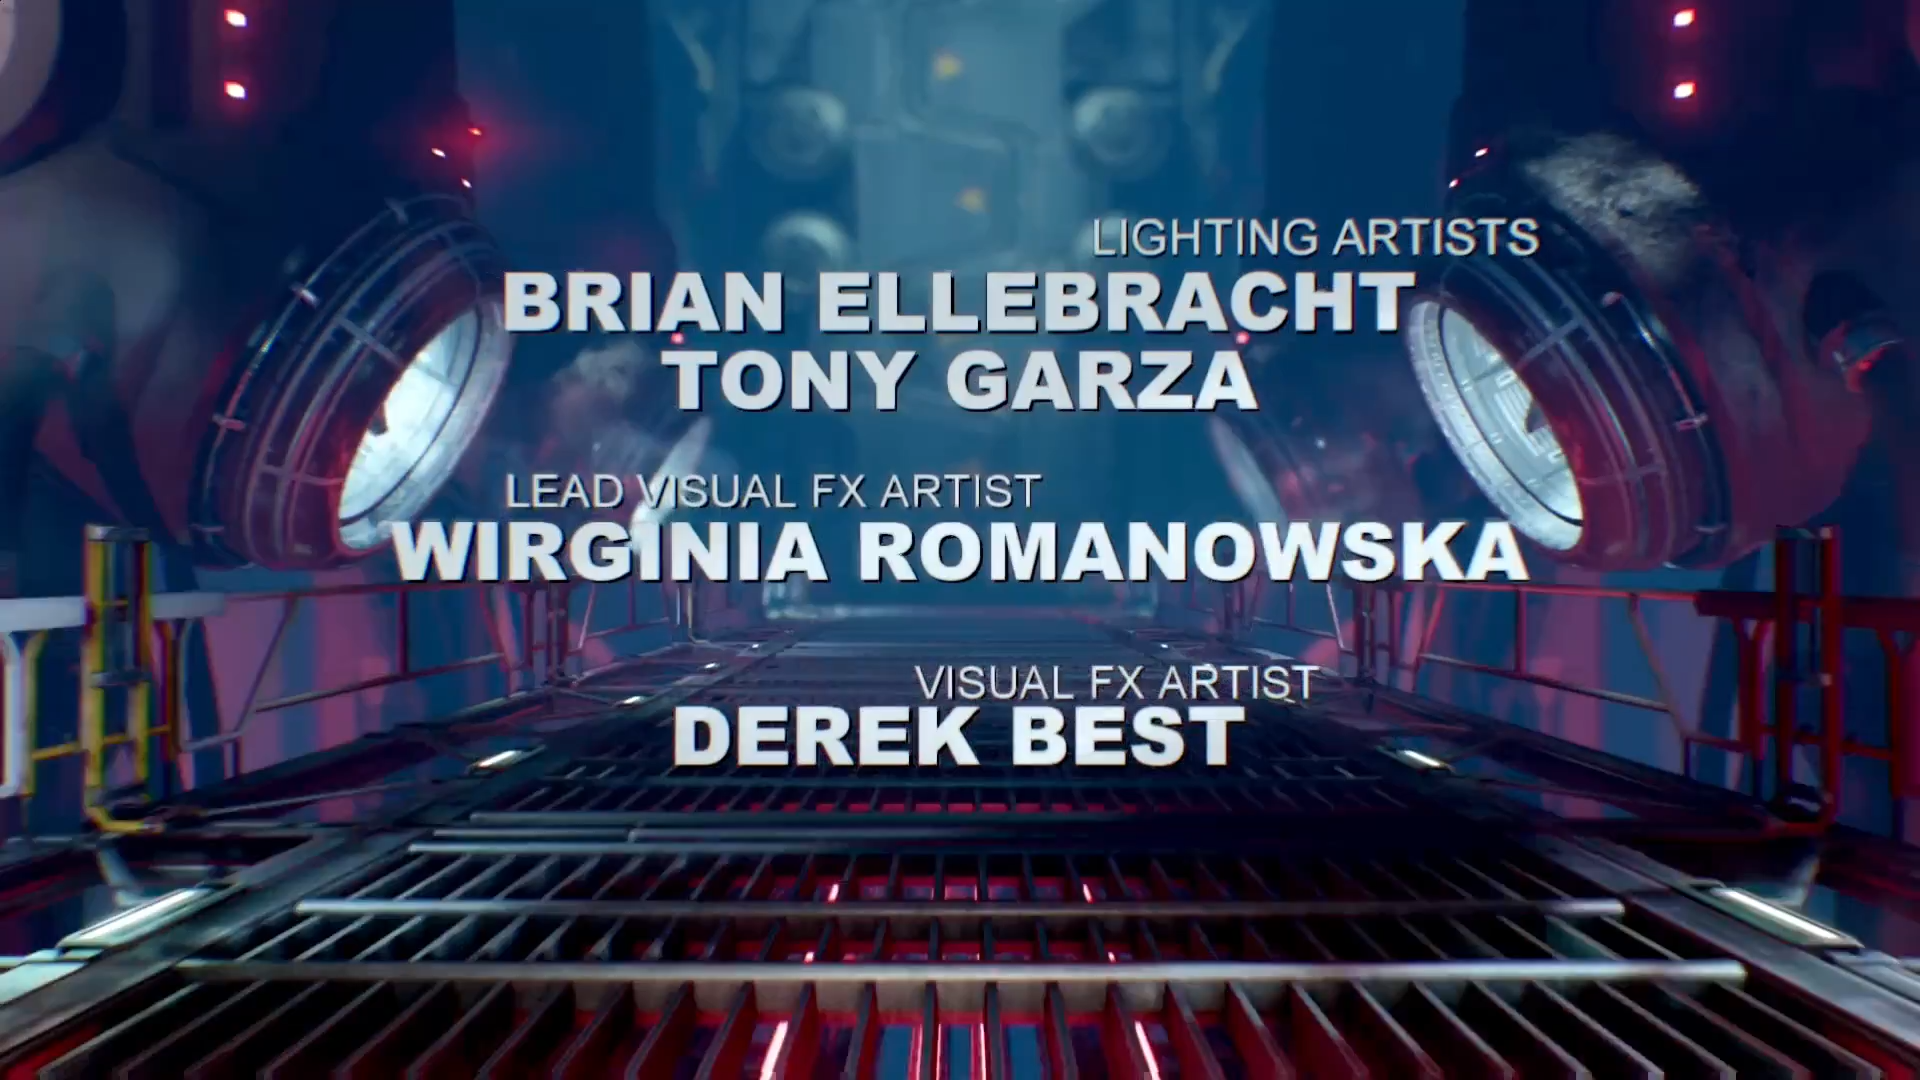 LIGHTING ARTISTS
BRIAN ELLEBRACHT
TONY GARZA
LEAD VISUAL FX ARTIST
WIRGINIA ROMANOWSKA
VISUAL FX ARTIST
DEREK BEST